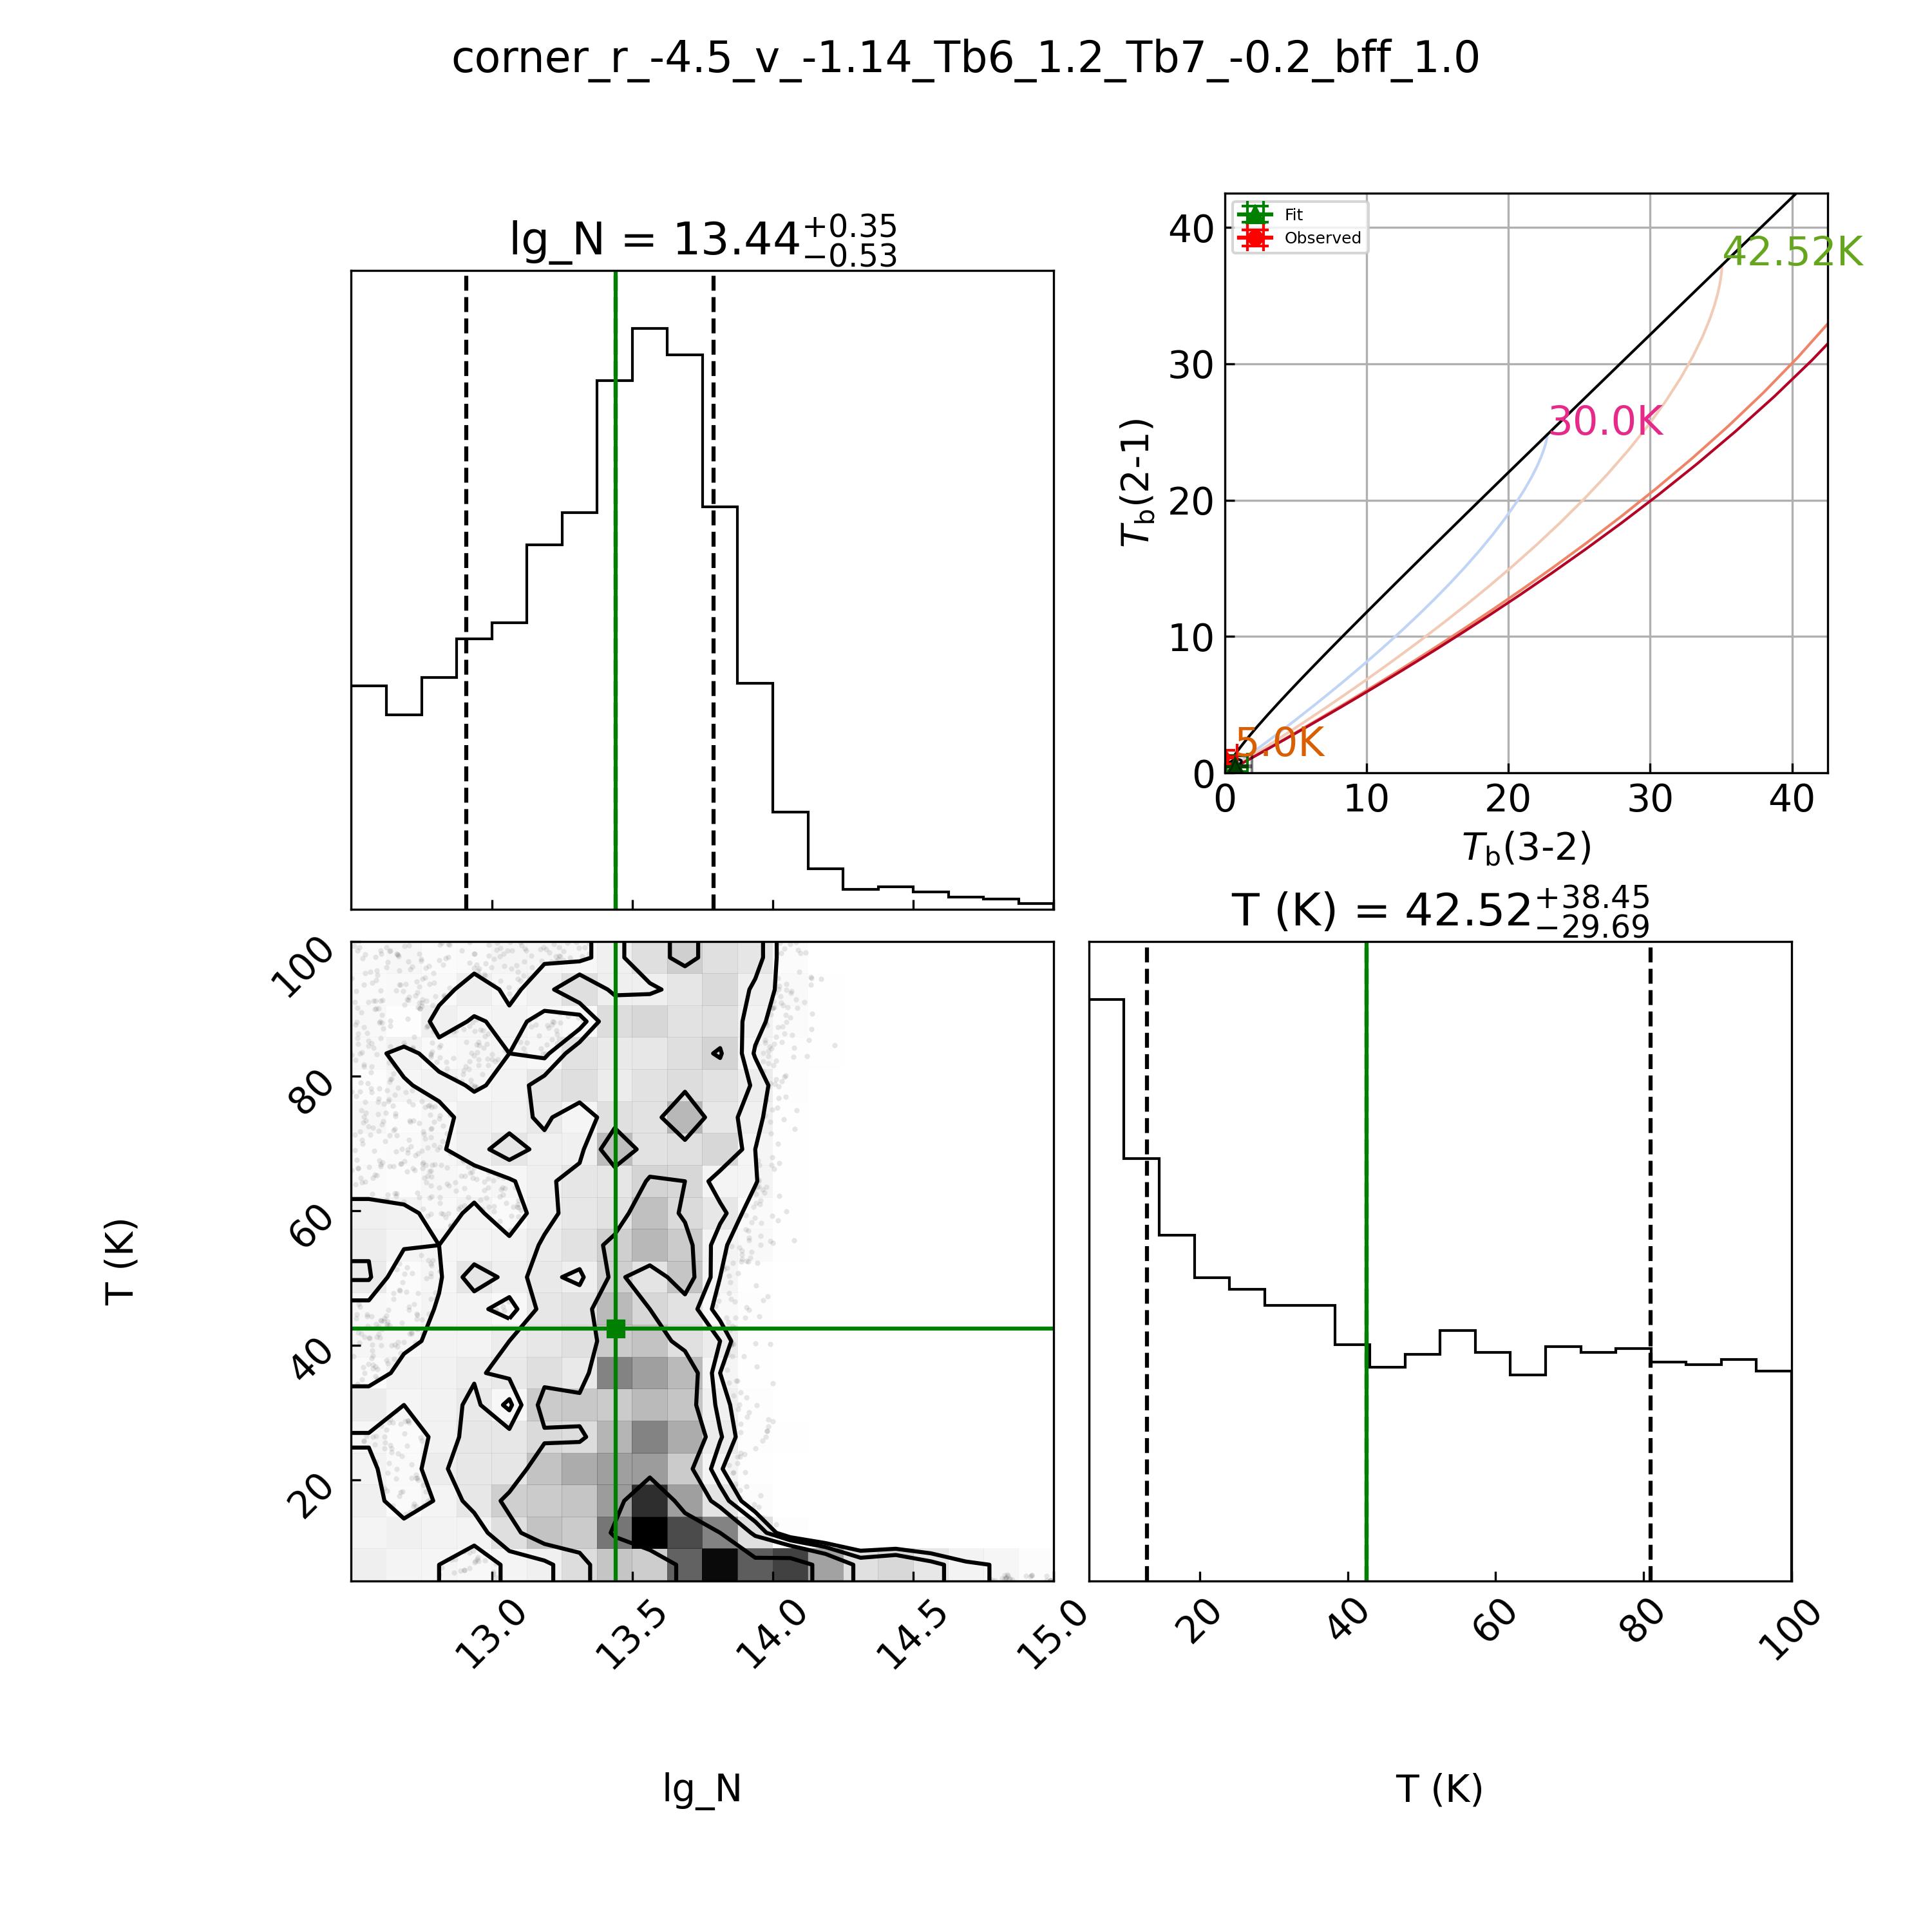 corner_r_-4.5_v_-1.14_Tb6_1.2_Tb7_-0.2_bff_1.0
lg_N = 13.44+0.35−0.53
Fit
Observed
42.52K
30.0K
5.0K
40
30
20
10
0
Tb(2-1)
0 10 20 30 40
Tb(3-2)
T (K) = 42.52+38.45−29.69
100
80
60
40
20
T (K)
13.0 13.5 14.0 14.5 15.0
lg_N
20 40 60 80 100
T (K)